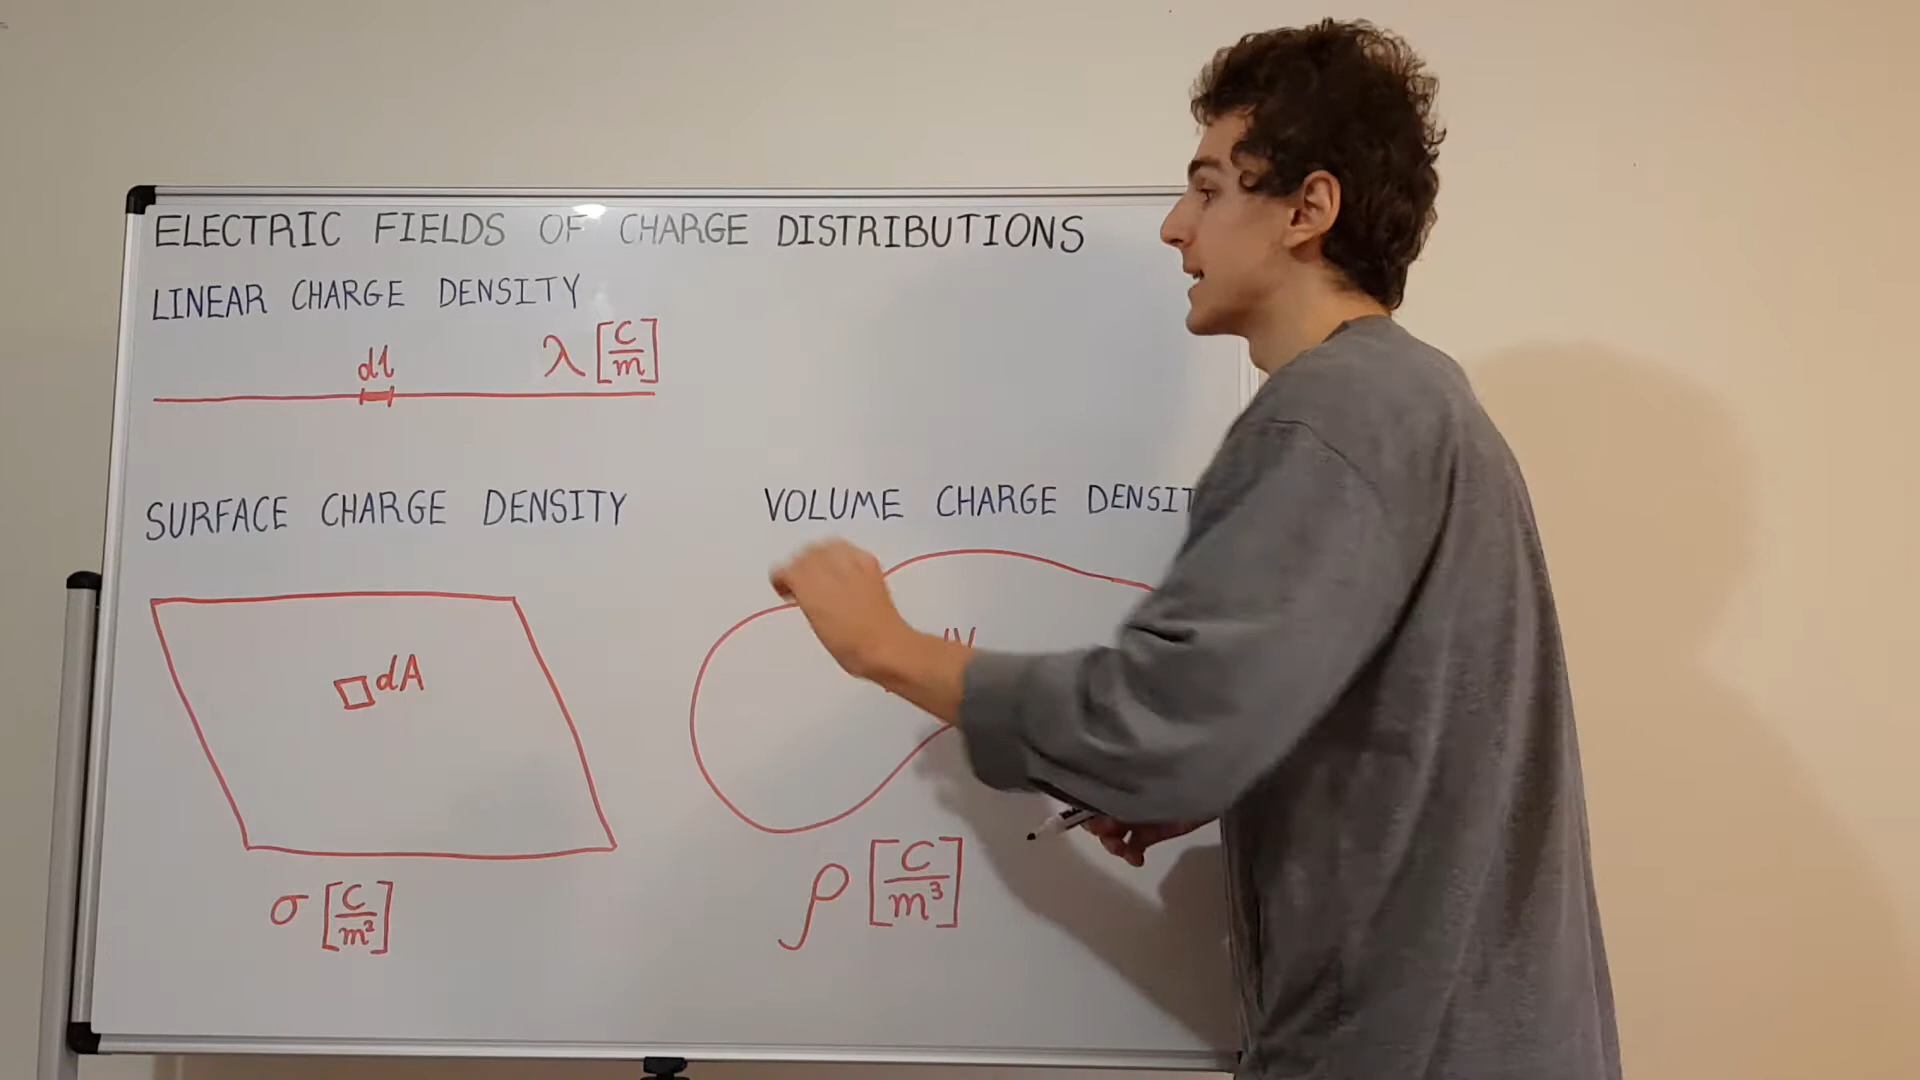 ELECTRIC FIELDS OF CHARGE DISTRIBUTIONS
LINEAR CHARGE DENSITY
dl
λ [C/m]
SURFACE CHARGE DENSITY
dA
σ [C/m²]
VOLUME CHARGE DENSIT
ρ [C/m³]